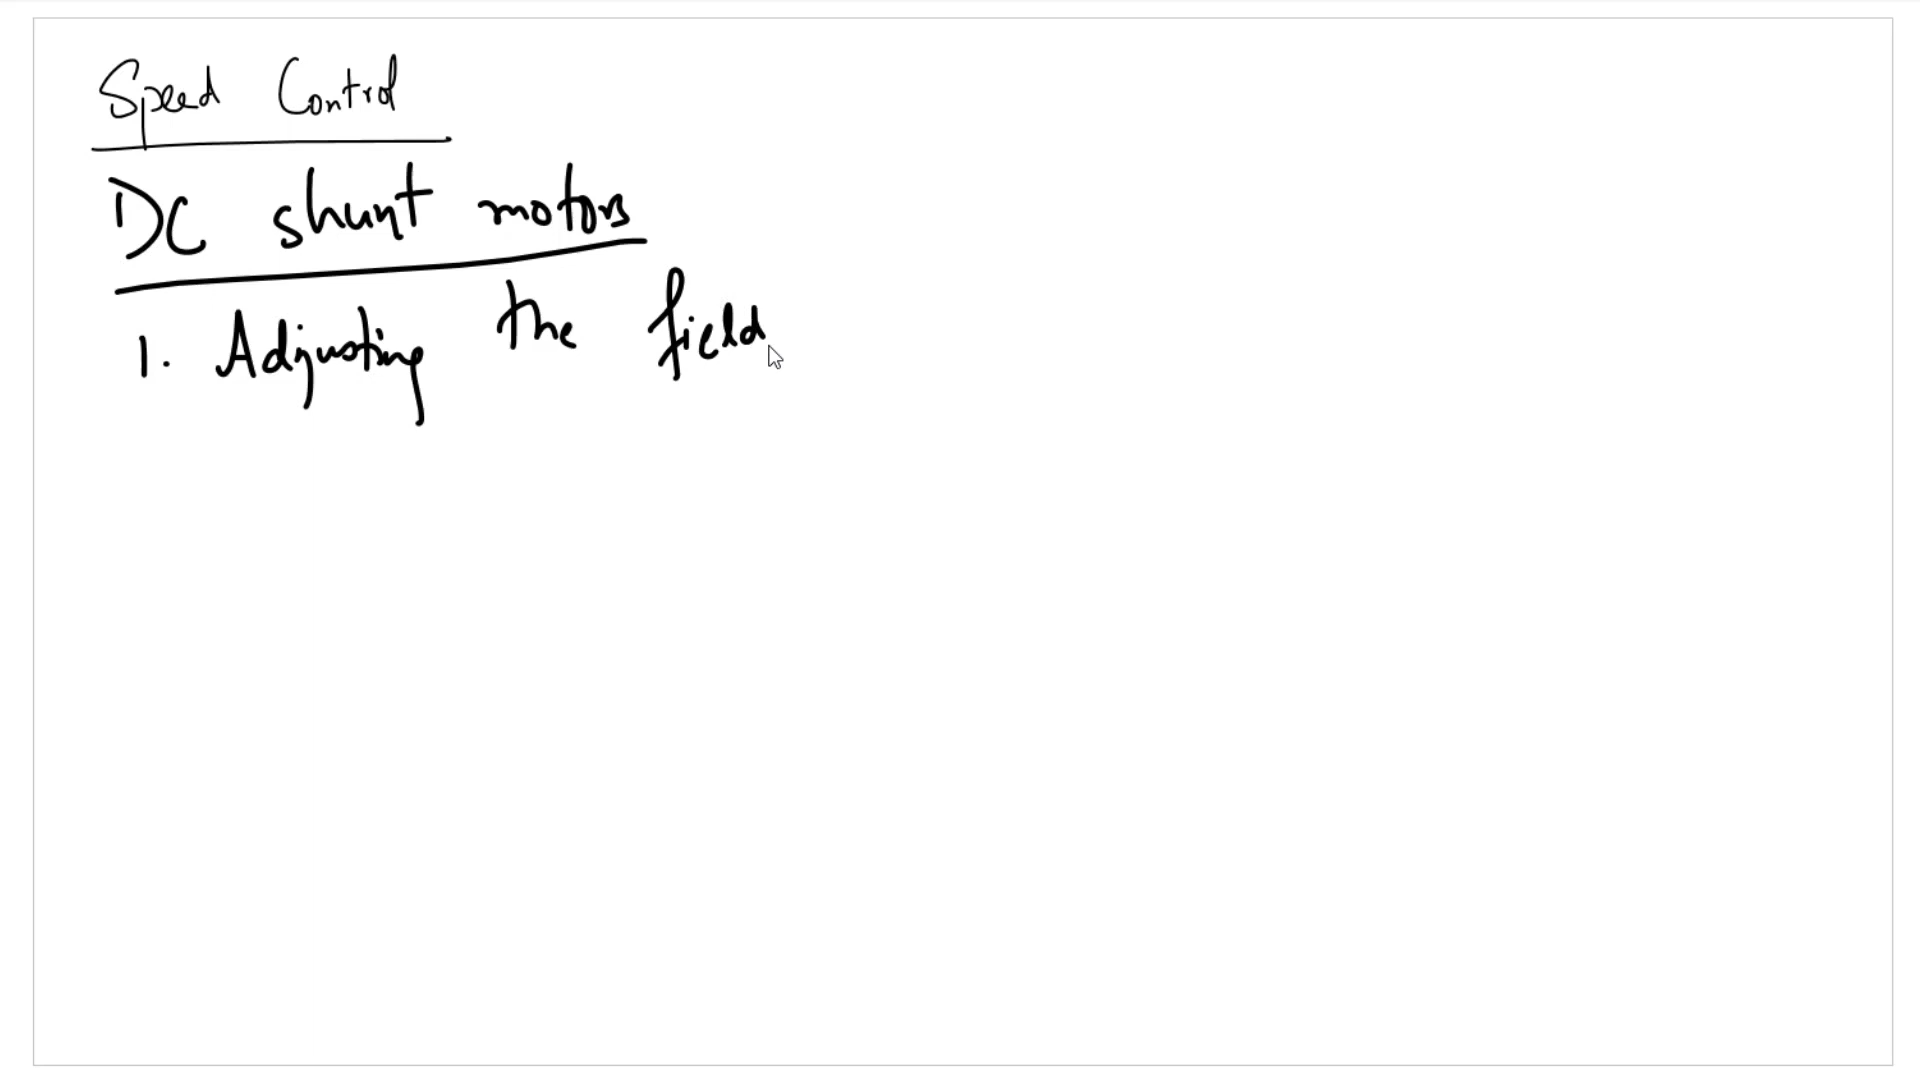 Speed Control
DC shunt motors
1. Adjusting the field